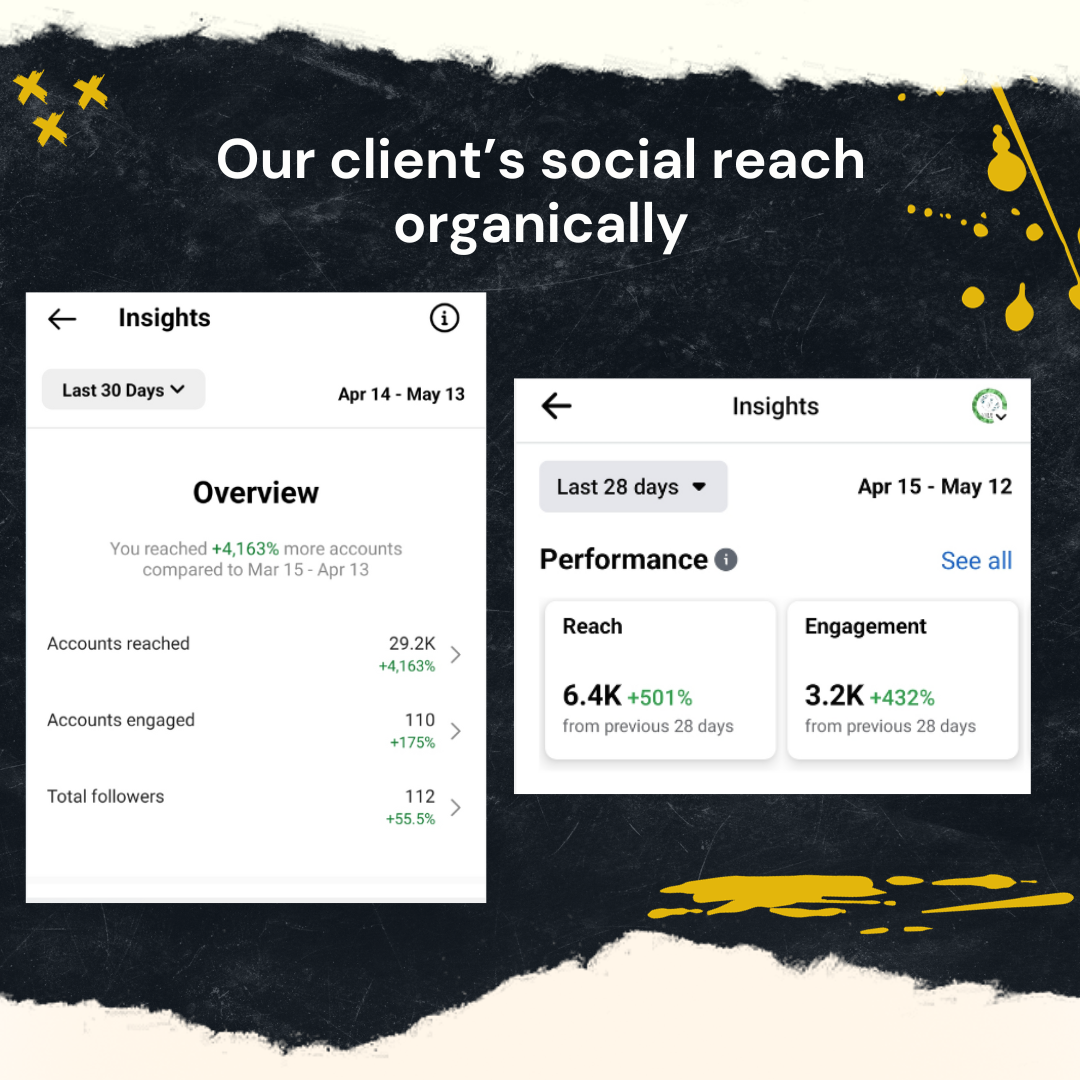 Our client’s social reach
organically
Insights
Last 30 Days
Apr 14 - May 13
Overview
You reached +4,163% more accounts
compared to Mar 15 - Apr 13
Accounts reached
29.2K
+4,163%
Accounts engaged
110
+175%
Total followers
112
+55.5%
Insights
Last 28 days
Apr 15 - May 12
Performance
See all
Reach
6.4K +501%
from previous 28 days
Engagement
3.2K +432%
from previous 28 days